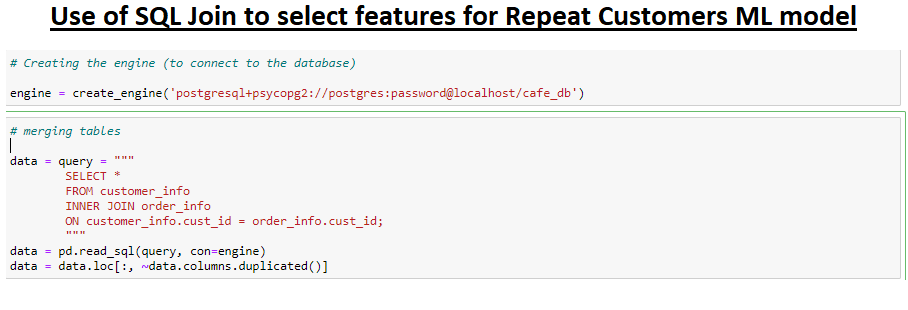 Use of SQL Join to select features for Repeat Customers ML model
# Creating the engine (to connect to the database)
engine = create_engine('postgresql+psycopg2://postgres:password@localhost/cafe_db')
# merging tables
data = query = """
SELECT *
FROM customer_info
INNER JOIN order_info
ON customer_info.cust_id = order_info.cust_id;
"""
data = pd.read_sql(query, con=engine)
data = data.loc[:, ~data.columns.duplicated()]